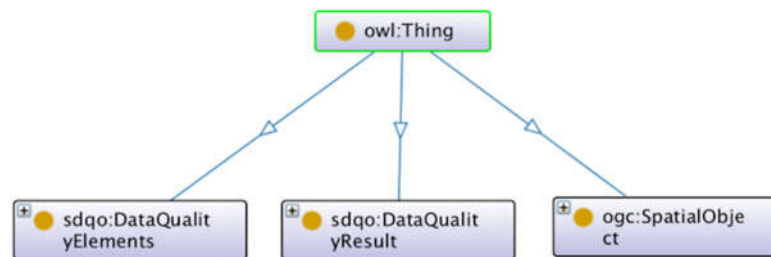 owl:Thing
sdqo:DataQualit
yElements
sdqo:DataQualit
yResult
ogc:SpatialObje
ct